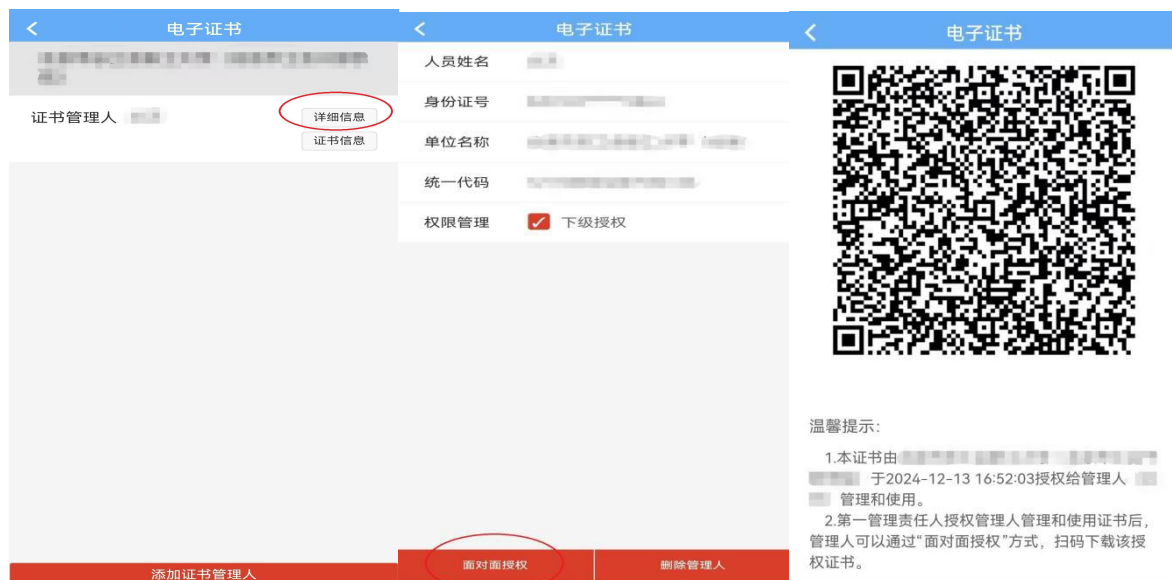 电子证书
证书管理人
详细信息
证书信息
添加证书管理人
电子证书
人员姓名
身份证号
单位名称
统一代码
权限管理 下级授权
面对面授权 删除管理人
电子证书
温馨提示：
1.本证书由
于2024-12-13 16:52:03授权给管理人
管理和使用。
2.第一管理责任人授权管理人管理和使用证书后，
管理人可以通过“面对面授权”方式，扫码下载该授
权证书。